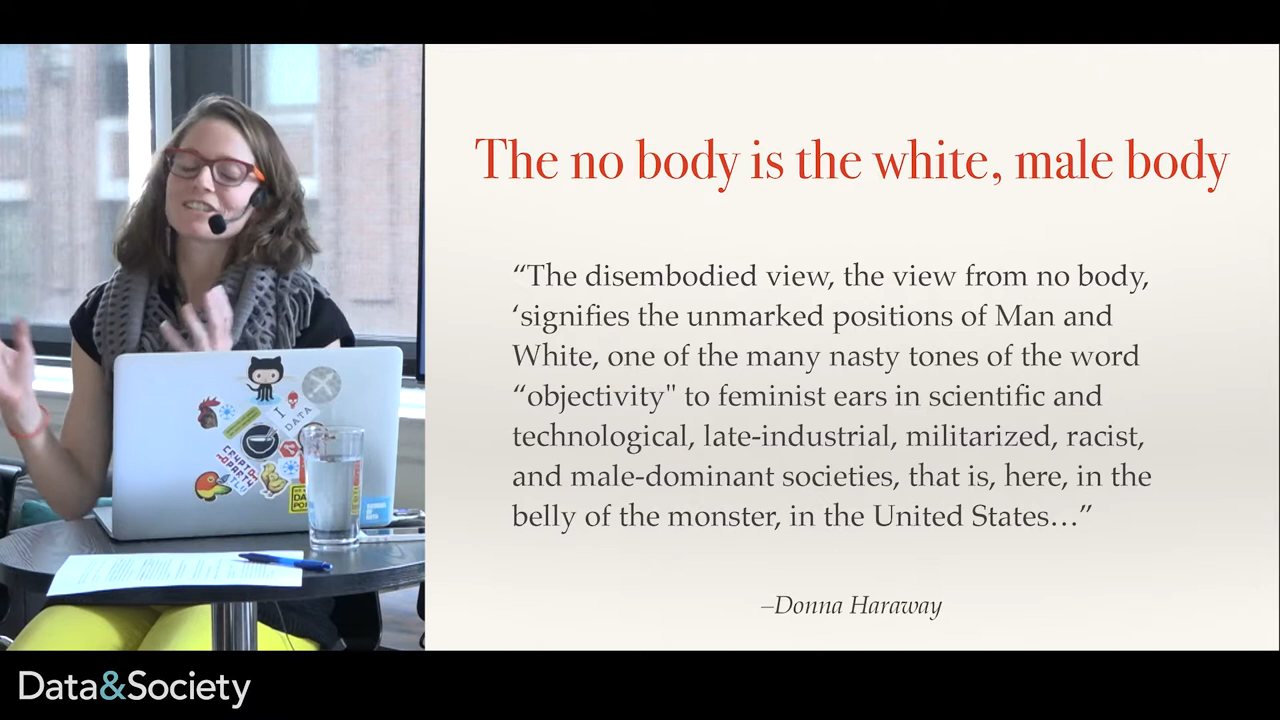 The no body is the white, male body
“The disembodied view, the view from no body,
‘signifies the unmarked positions of Man and
White, one of the many nasty tones of the word
“objectivity" to feminist ears in scientific and
technological, late-industrial, militarized, racist,
and male-dominant societies, that is, here, in the
belly of the monster, in the United States…”
–Donna Haraway
I
DATA
CRYPTO
PARTY
Data&Society